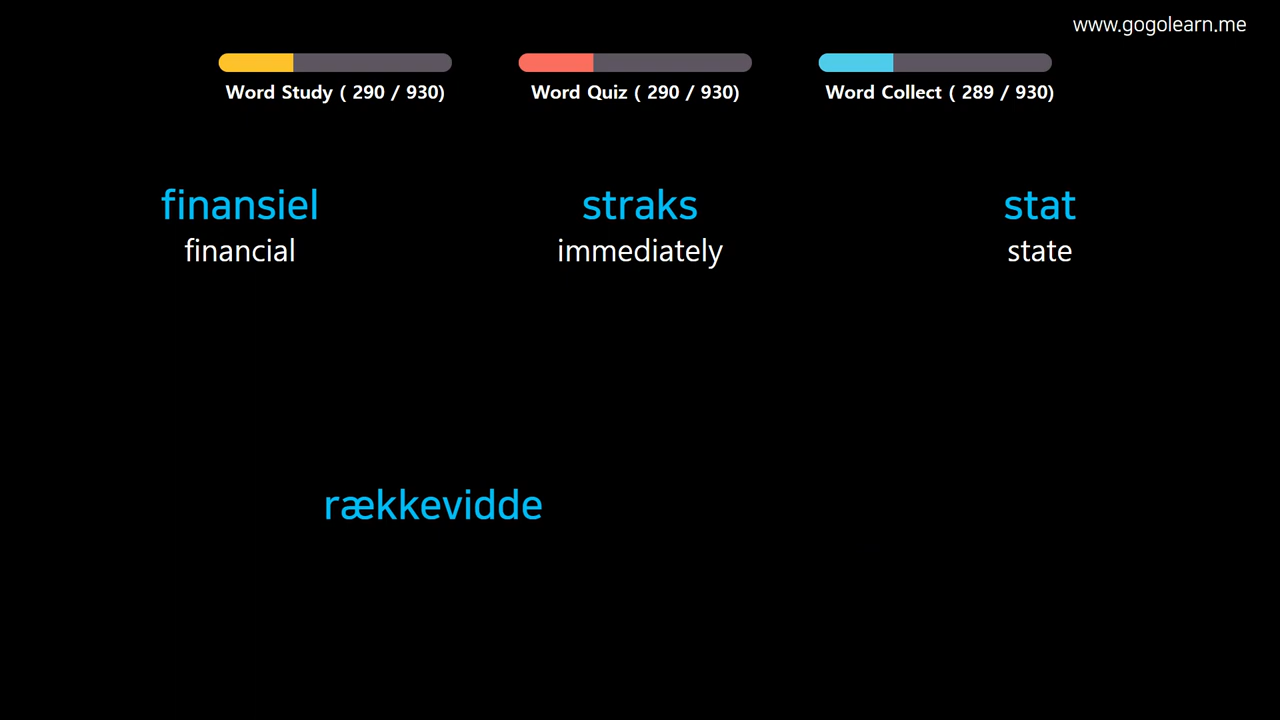 www.gogolearn.me
Word Study ( 290 / 930)
Word Quiz ( 290 / 930)
Word Collect ( 289 / 930)
finansiel
financial
straks
immediately
stat
state
rækkevidde